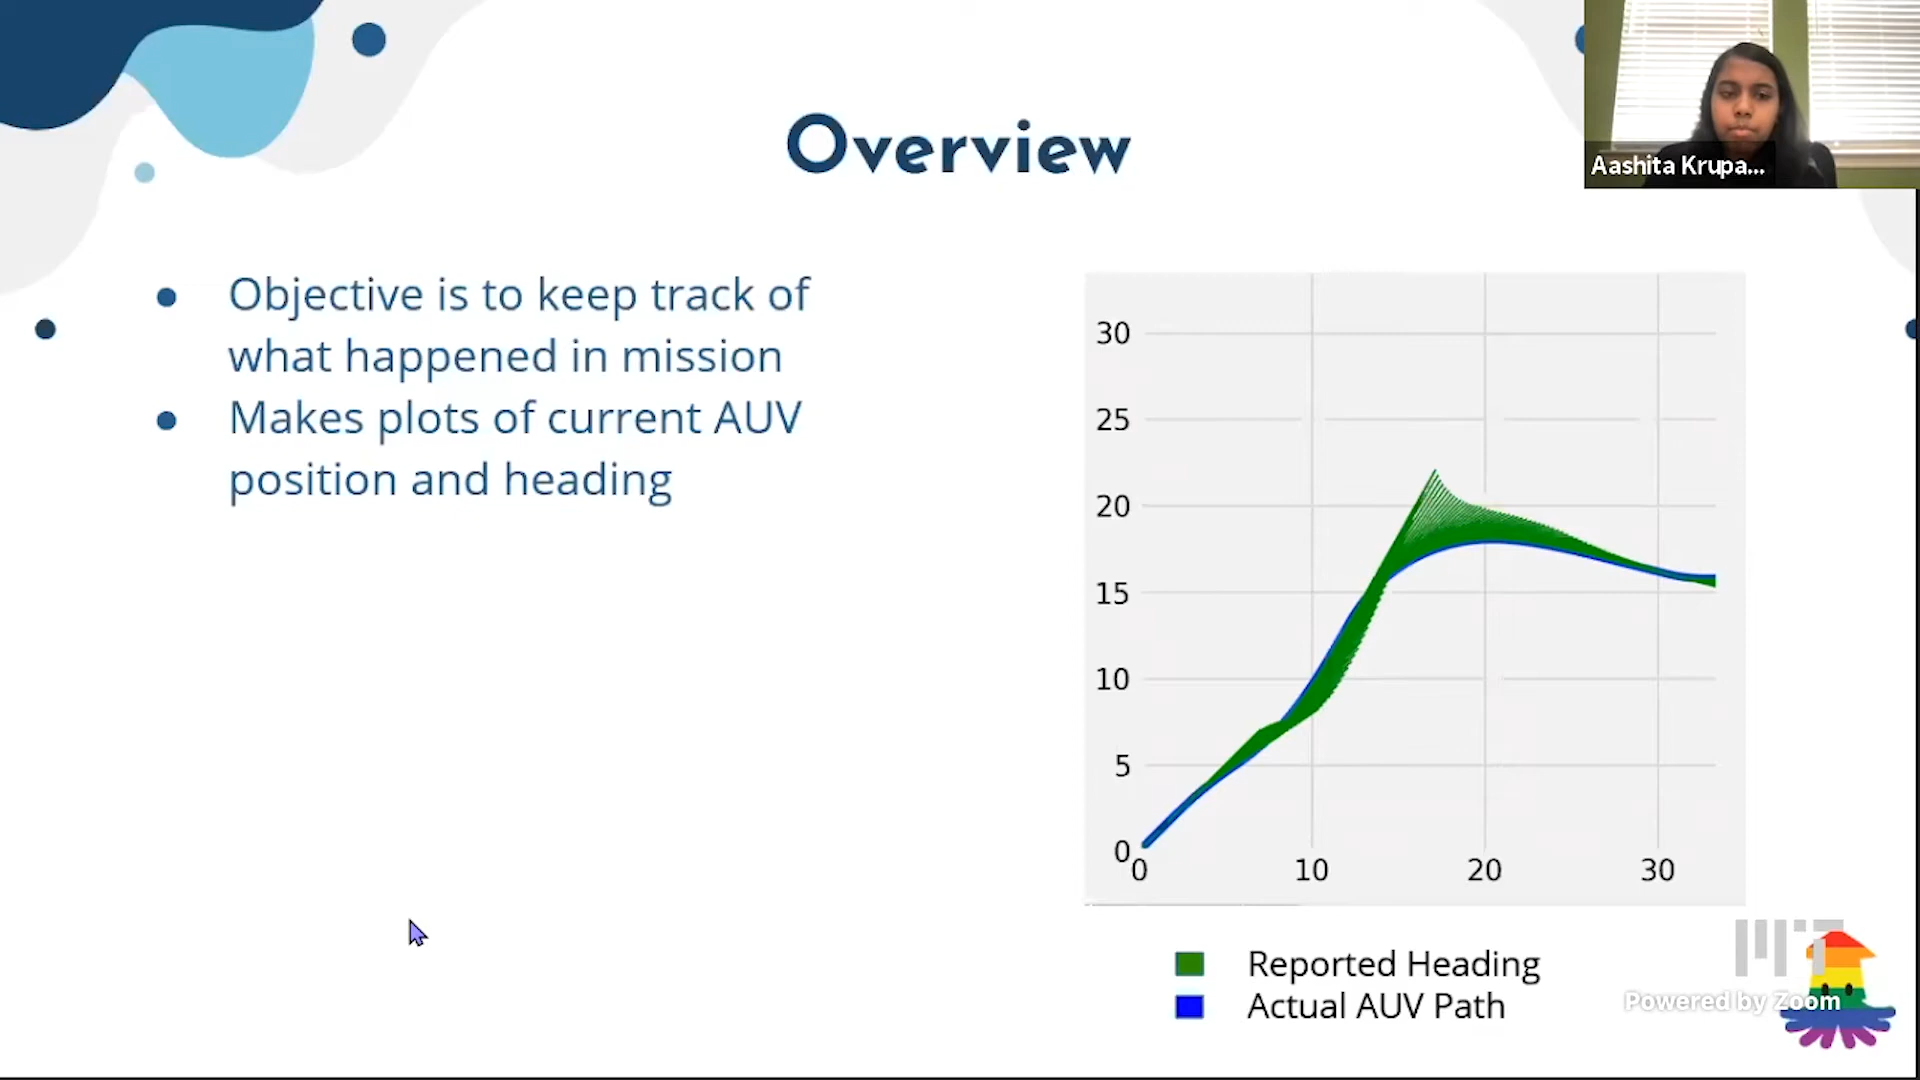 Overview
Aashita Krupa...
● Objective is to keep track of
what happened in mission
● Makes plots of current AUV
position and heading
30
25
20
15
10
5
0
0 10 20 30
Reported Heading
Actual AUV Path
MIT
Powered by Zoom